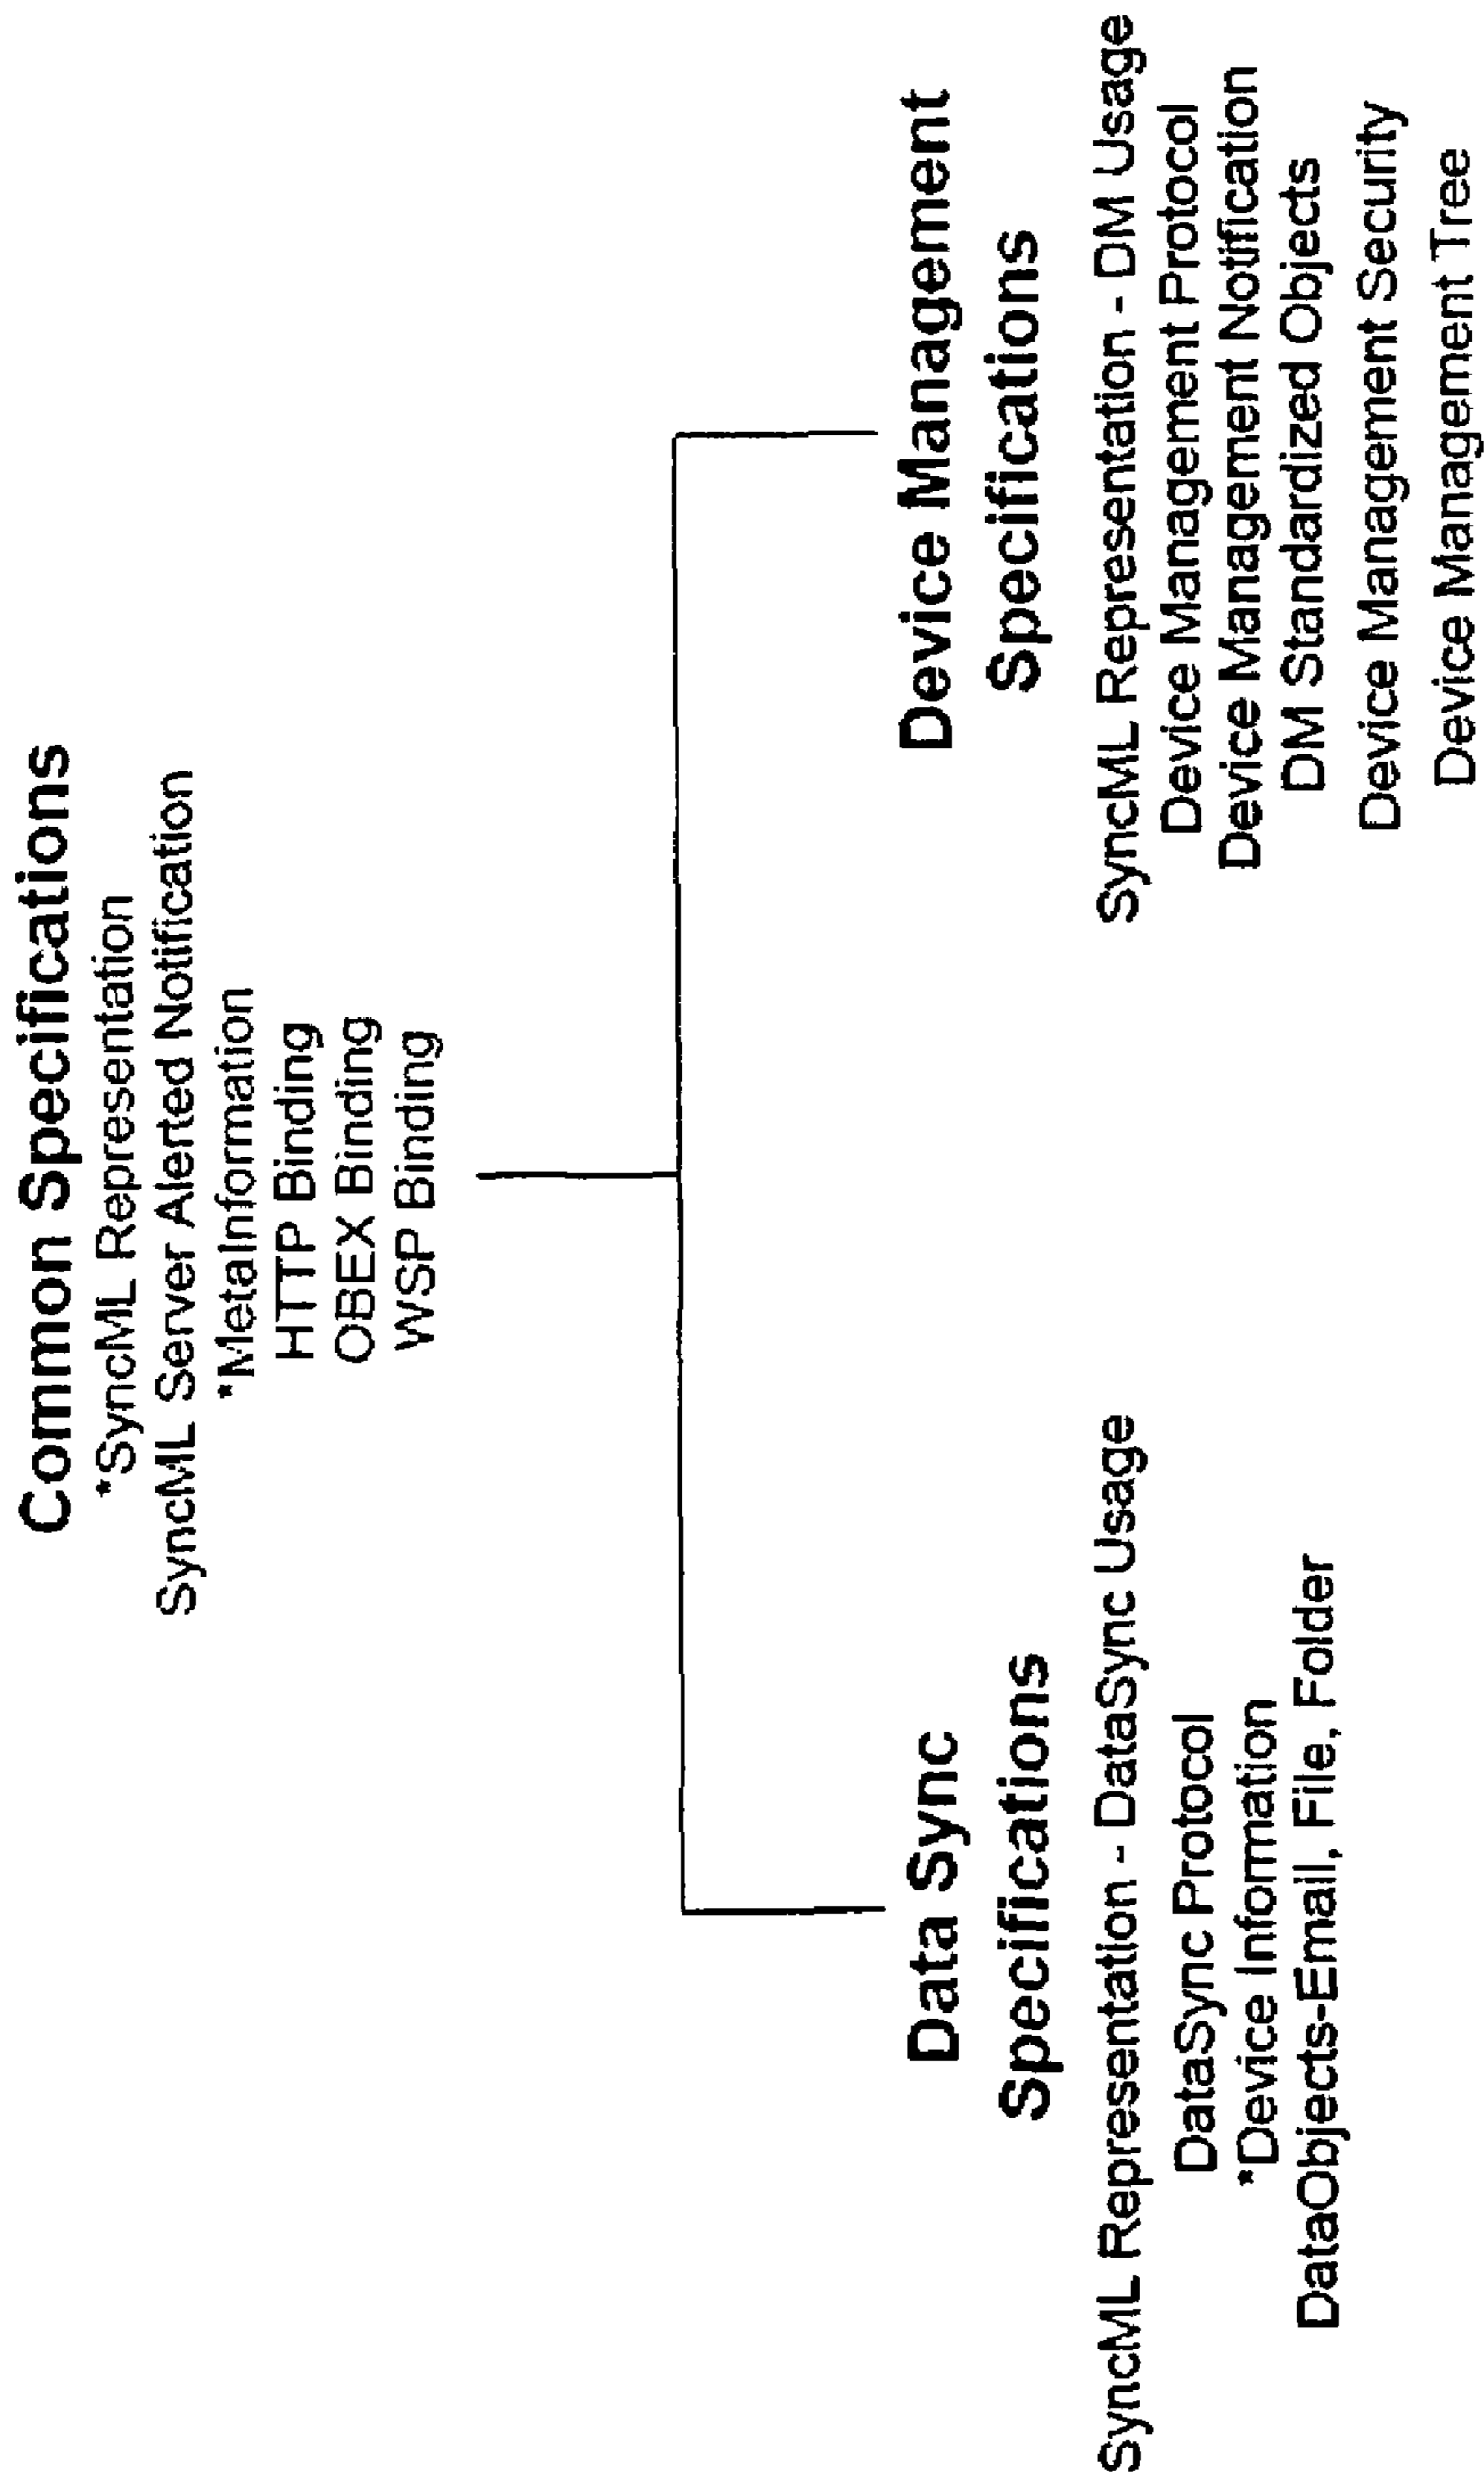 Common Specifications
*SyncML Representation
SyncML Server Alerted Notification
*MetaInformation
HTTP Binding
OBEX Binding
WSP Binding
Data Sync
Specifications
SyncML Representation - DataSync Usage
DataSync Protocol
*Device Information
DataObjects-Email, File, Folder
Device Management
Specifications
SyncML Representation - DM Usage
Device Management Protocol
Device Management Notification
DM Standardized Objects
Device Management Security
Device Management Tree